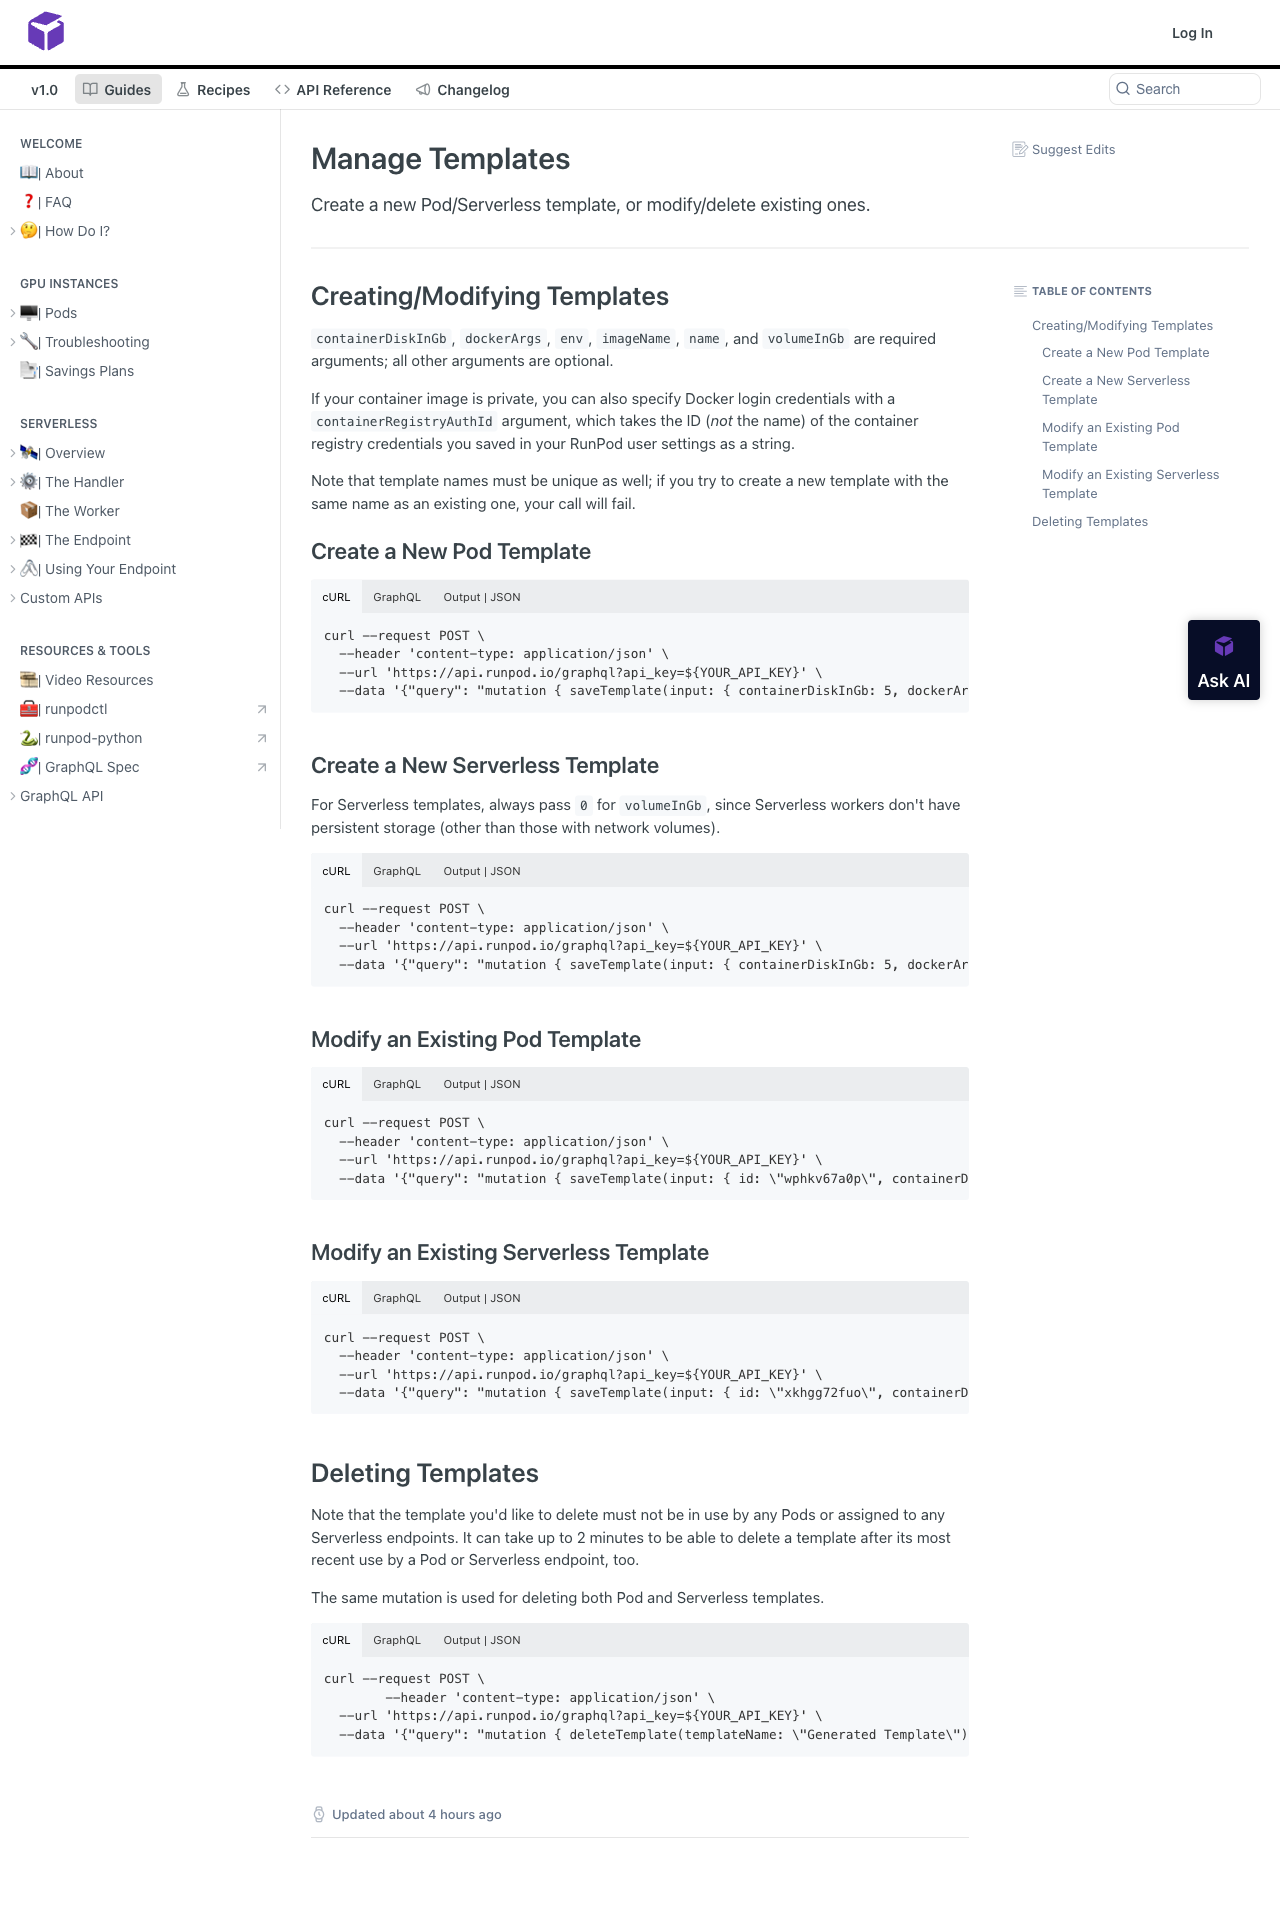 Log In
v1.0
Guides
Recipes
API Reference
Changelog
Search
WELCOME
| About
| FAQ
| How Do I?
GPU INSTANCES
| Pods
| Troubleshooting
| Savings Plans
SERVERLESS
| Overview
| The Handler
| The Worker
| The Endpoint
| Using Your Endpoint
Custom APIs
RESOURCES & TOOLS
| Video Resources
| runpodctl
| runpod-python
| GraphQL Spec
GraphQL API
Manage Templates
Create a new Pod/Serverless template, or modify/delete existing ones.
Suggest Edits
Creating/Modifying Templates
containerDiskInGb , dockerArgs , env , imageName , name , and volumeInGb are required
arguments; all other arguments are optional.
If your container image is private, you can also specify Docker login credentials with a
containerRegistryAuthId argument, which takes the ID (not the name) of the container
registry credentials you saved in your RunPod user settings as a string.
Note that template names must be unique as well; if you try to create a new template with the
same name as an existing one, your call will fail.
Create a New Pod Template
cURL GraphQL Output | JSON
curl --request POST \
--header 'content-type: application/json' \
--url 'https://api.runpod.io/graphql?api_key=${YOUR_API_KEY}' \
--data '{"query": "mutation { saveTemplate(input: { containerDiskInGb: 5, dockerAr
Create a New Serverless Template
For Serverless templates, always pass 0 for volumeInGb , since Serverless workers don't have
persistent storage (other than those with network volumes).
cURL GraphQL Output | JSON
curl --request POST \
--header 'content-type: application/json' \
--url 'https://api.runpod.io/graphql?api_key=${YOUR_API_KEY}' \
--data '{"query": "mutation { saveTemplate(input: { containerDiskInGb: 5, dockerAr
Modify an Existing Pod Template
cURL GraphQL Output | JSON
curl --request POST \
--header 'content-type: application/json' \
--url 'https://api.runpod.io/graphql?api_key=${YOUR_API_KEY}' \
--data '{"query": "mutation { saveTemplate(input: { id: \"wphkv67a0p\", containerD
Modify an Existing Serverless Template
cURL GraphQL Output | JSON
curl --request POST \
--header 'content-type: application/json' \
--url 'https://api.runpod.io/graphql?api_key=${YOUR_API_KEY}' \
--data '{"query": "mutation { saveTemplate(input: { id: \"xkhgg72fuo\", containerD
Deleting Templates
Note that the template you'd like to delete must not be in use by any Pods or assigned to any
Serverless endpoints. It can take up to 2 minutes to be able to delete a template after its most
recent use by a Pod or Serverless endpoint, too.
The same mutation is used for deleting both Pod and Serverless templates.
cURL GraphQL Output | JSON
curl --request POST \
--header 'content-type: application/json' \
--url 'https://api.runpod.io/graphql?api_key=${YOUR_API_KEY}' \
--data '{"query": "mutation { deleteTemplate(templateName: \"Generated Template\")
Updated about 4 hours ago
TABLE OF CONTENTS
Creating/Modifying Templates
Create a New Pod Template
Create a New Serverless
Template
Modify an Existing Pod
Template
Modify an Existing Serverless
Template
Deleting Templates
Ask AI